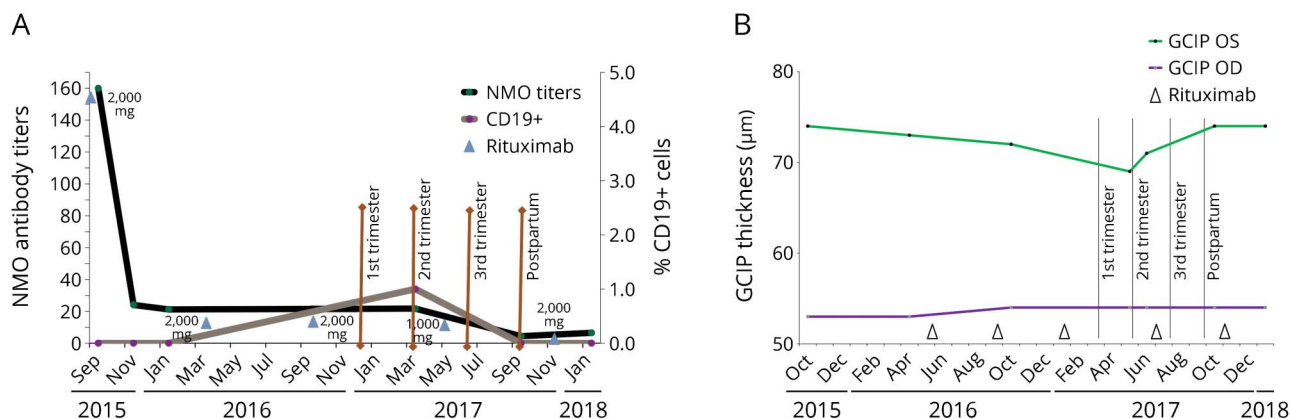 A
NMO antibody titers
160
140
120
100
80
60
40
20
0
5.0
4.0
3.0
2.0
1.0
0.0
% CD19+ cells
NMO titers
CD19+
Rituximab
2,000
mg
2,000
mg
2,000
mg
1,000
mg
2,000
mg
1st trimester
2nd trimester
3rd trimester
Postpartum
Sep Nov Jan Mar May Jul Sep Nov Jan Mar May Jul Sep Nov Jan
2015 2016 2017 2018
B
GCIP OS
GCIP OD
Rituximab
GCIP thickness (μm)
80
70
60
50
1st trimester
2nd trimester
3rd trimester
Postpartum
Oct Dec Feb Apr Jun Aug Oct Dec Feb Apr Jun Aug Oct Dec
2015 2016 2017 2018